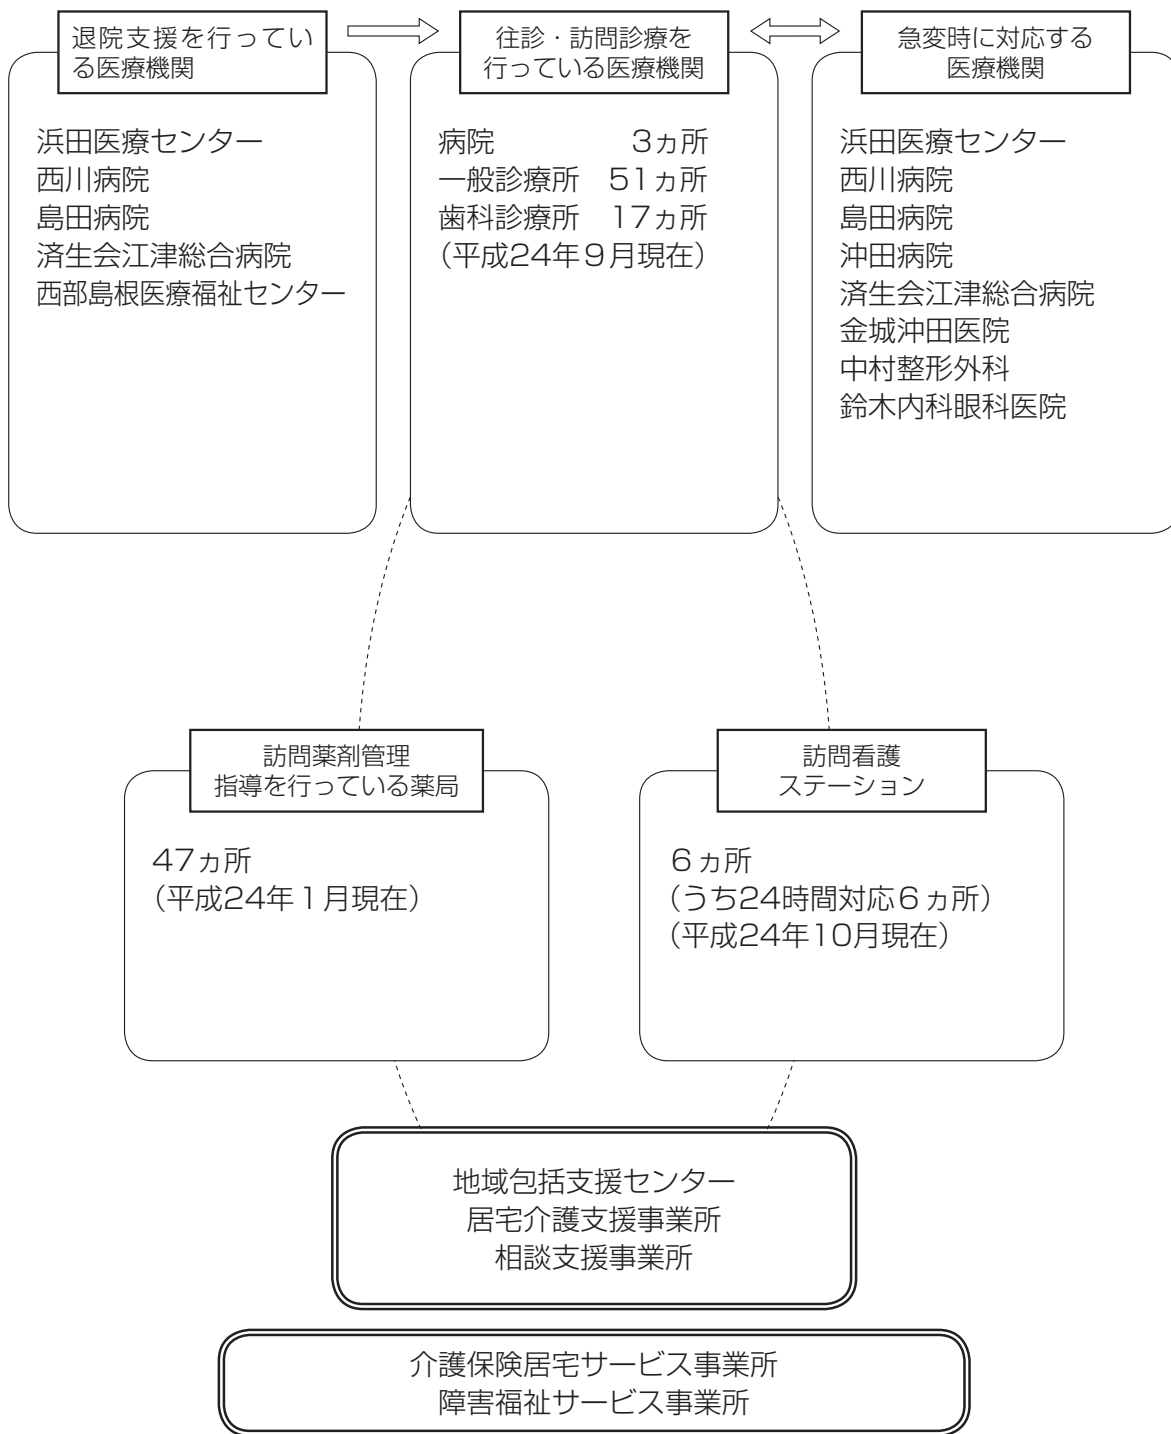 退院支援を行ってい
る医療機関
往診・訪問診療を
行っている医療機関
急変時に対応する
医療機関
浜田医療センター
西川病院
島田病院
済生会江津総合病院
西部島根医療福祉センター
病院 3ヵ所
一般診療所 51ヵ所
歯科診療所 17ヵ所
(平成24年9月現在)
浜田医療センター
西川病院
島田病院
沖田病院
済生会江津総合病院
金城沖田医院
中村整形外科
鈴木内科眼科医院
訪問薬剤管理
指導を行っている薬局
47ヵ所
(平成24年1月現在)
訪問看護
ステーション
6ヵ所
(うち24時間対応6ヵ所)
(平成24年10月現在)
地域包括支援センター
居宅介護支援事業所
相談支援事業所
介護保険居宅サービス事業所
障害福祉サービス事業所